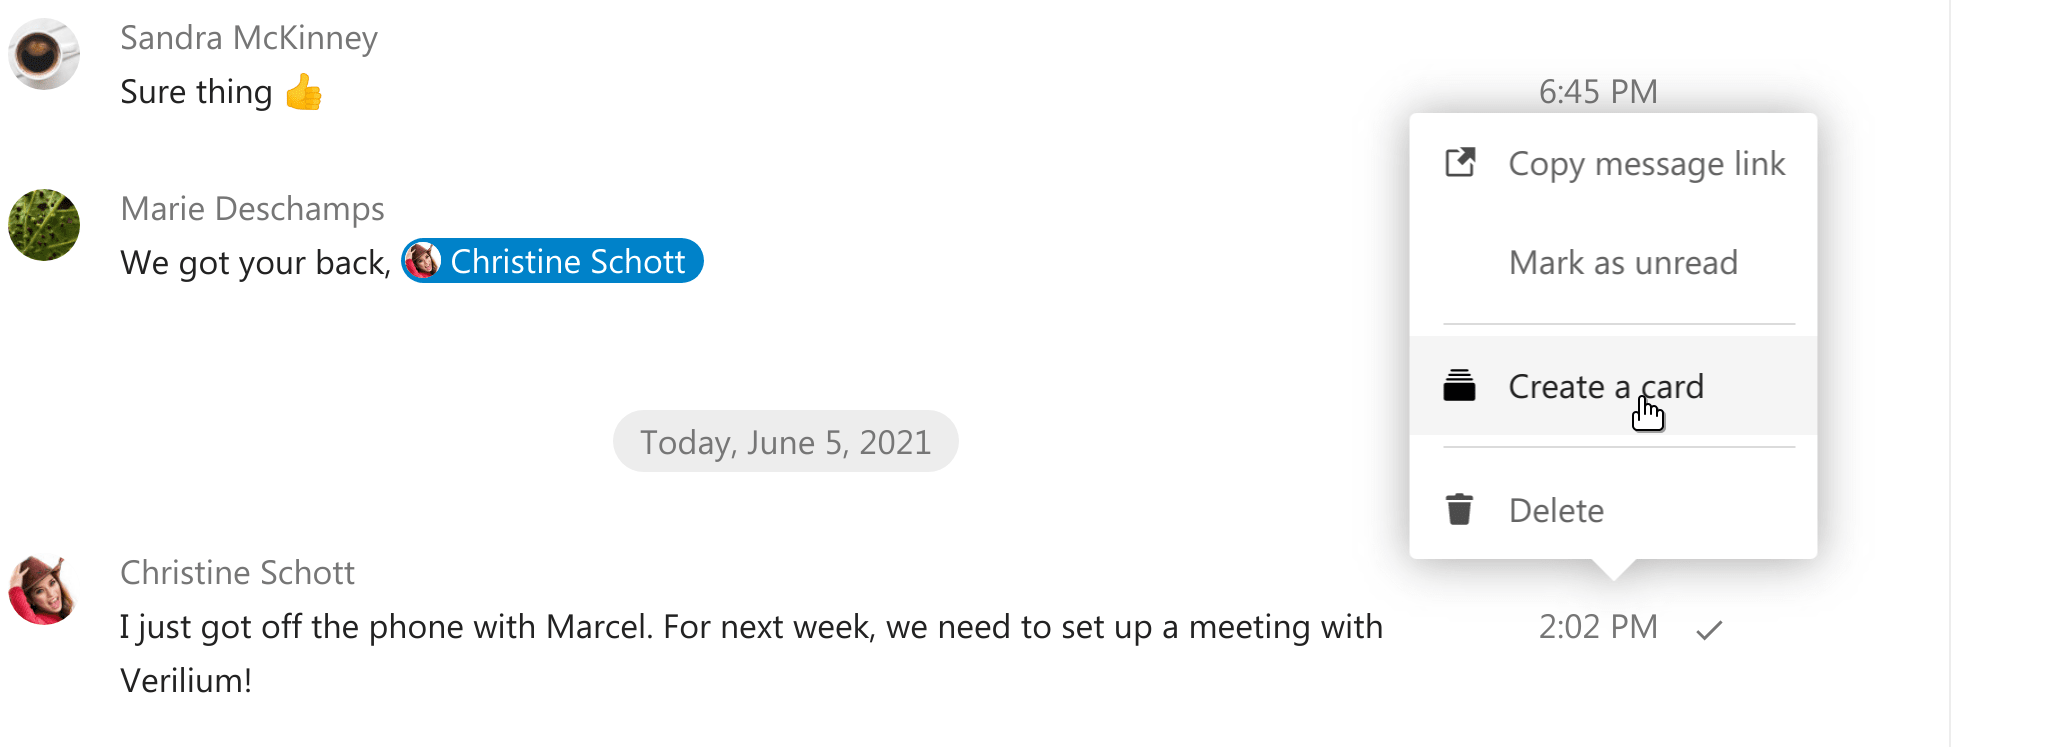 Sandra McKinney
Sure thing 👍
6:45 PM
Marie Deschamps
We got your back, Christine Schott
Copy message link
Mark as unread
Create a card
Delete
Today, June 5, 2021
Christine Schott
I just got off the phone with Marcel. For next week, we need to set up a meeting with
Verilium!
2:02 PM